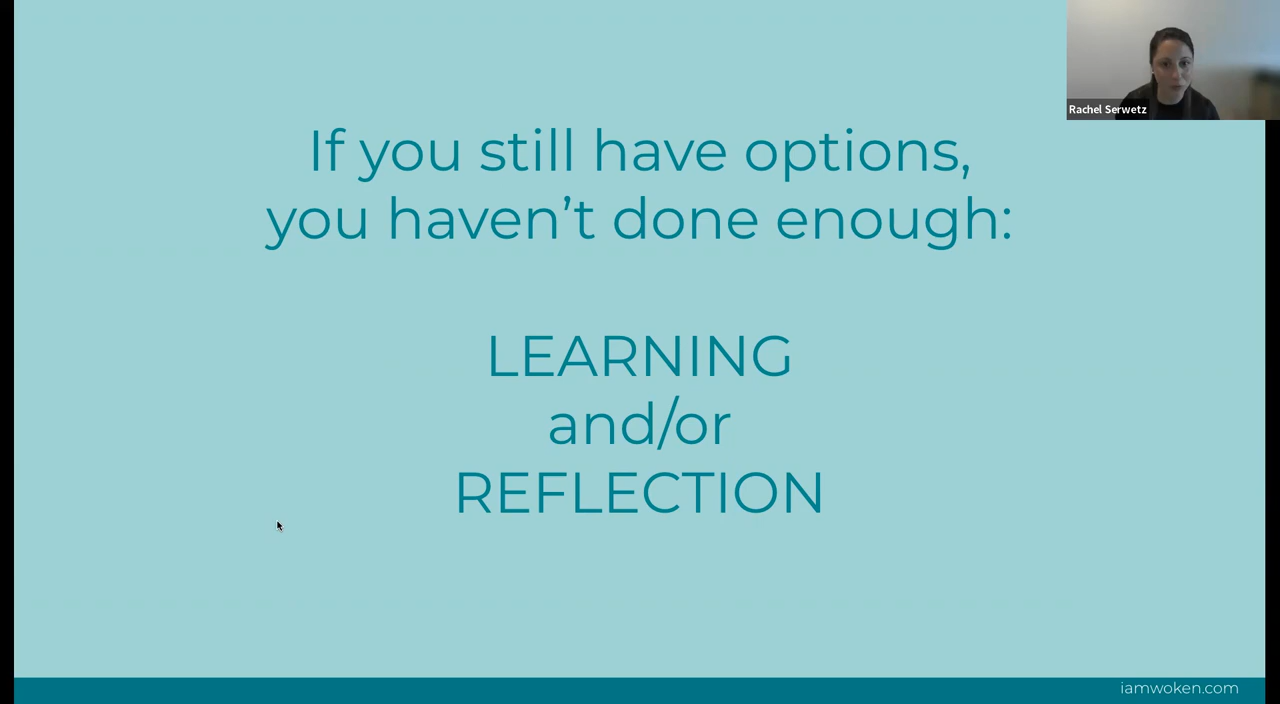 Rachel Serwetz
If you still have options,
you haven’t done enough:
LEARNING
and/or
REFLECTION
iamwoken.com